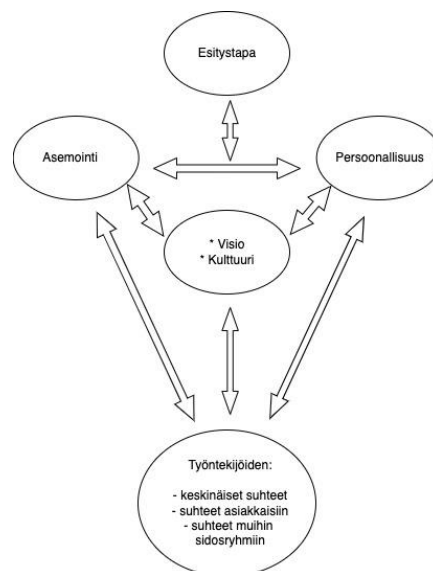 Esitystapa
Asemointi
Persoonallisuus
* Visio
* Kulttuuri
Työntekijöiden:
- keskinäiset suhteet
- suhteet asiakkaisiin
- suhteet muihin
sidosryhmiin